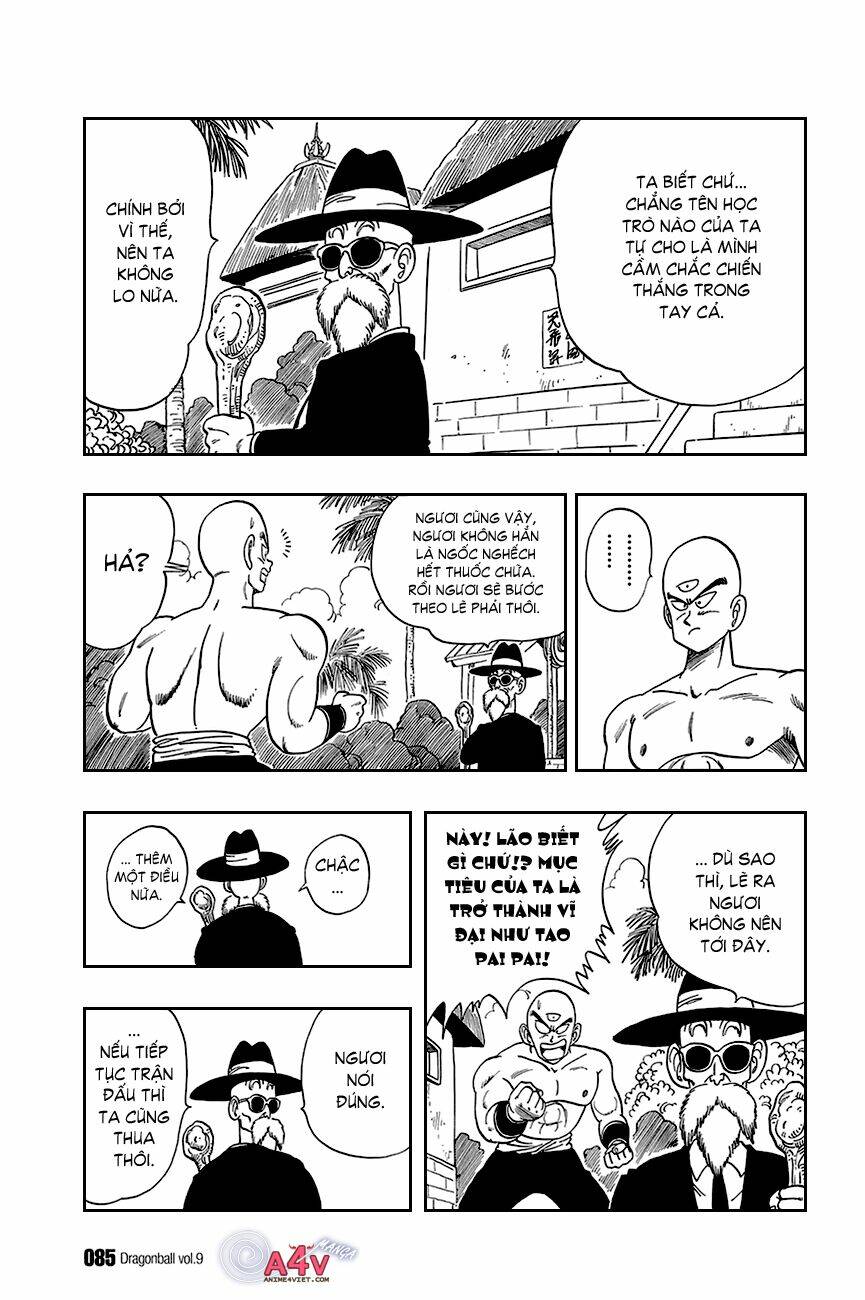 TA BIẾT CHỨ...
CHẲNG TÊN HỌC
TRÒ NÀO CỦA TA
TỰ CHO LÀ MÌNH
CẦM CHẮC CHIẾN
THẮNG TRONG
TAY CẢ.
CHÍNH BỞI
VÌ THẾ,
NÊN TA
KHÔNG
LO NỮA.
........
NGƯƠI CŨNG VẬY,
NGƯƠI KHÔNG HẲN
LÀ NGỐC NGHẾCH
HẾT THUỐC CHỮA.
RỒI NGƯƠI SẼ BƯỚC
THEO LẼ PHẢI THÔI.
HẢ?
... DÙ SAO
THÌ, LẼ RA
NGƯƠI
KHÔNG NÊN
TỚI ĐÂY.
NÀY! LÃO BIẾT
GÌ CHỨ!? MỤC
TIÊU CỦA TA LÀ
TRỞ THÀNH VĨ
ĐẠI NHƯ TAO
PAI PAI!
CHẬC
...
... THÊM
MỘT ĐIỀU
NỮA.
NGƯƠI
NÓI
ĐÚNG.
...
NẾU TIẾP
TỤC TRẬN
ĐẤU THÌ
TA CŨNG
THUA
THÔI.
085 Dragonball vol.9
A4V MANGA
ANIME4VIET.COM